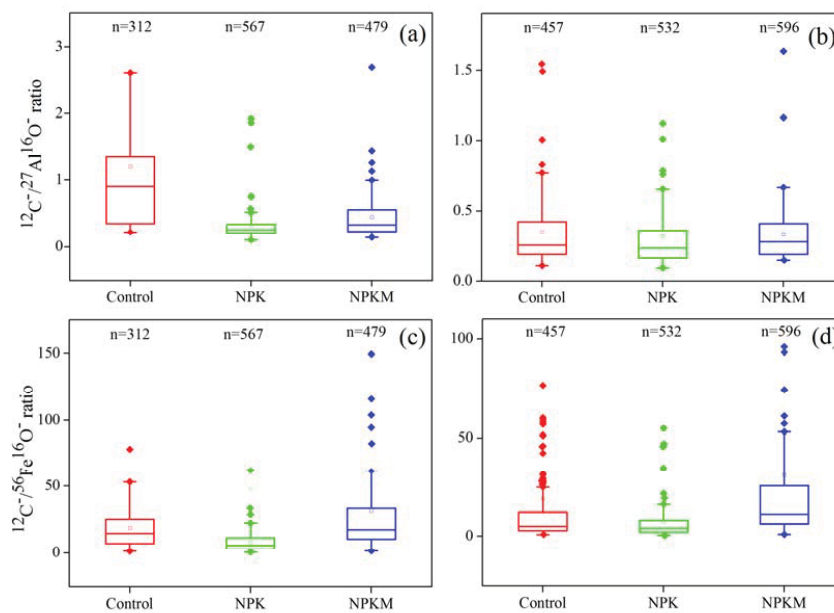 n=312 n=567 n=479 (a)
3
2
1
0
¹²C⁻/²⁷Al¹⁶O⁻ ratio
Control NPK NPKM
n=457 n=532 n=596 (b)
1.5
1.0
0.5
0.0
Control NPK NPKM
n=312 n=567 n=479 (c)
150
100
50
0
¹²C⁻/⁵⁶Fe¹⁶O⁻ ratio
Control NPK NPKM
n=457 n=532 n=596 (d)
100
50
0
Control NPK NPKM